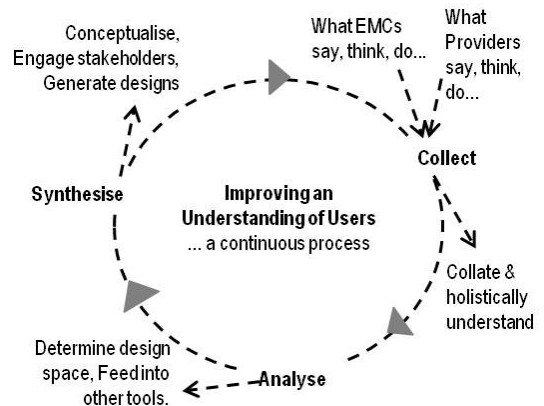 Conceptualise,
Engage stakeholders,
Generate designs
What EMCs
say, think, do...
What
Providers
say, think,
do...
Collect
Synthesise
Improving an
Understanding of Users
... a continuous process
Collate &
holistically
understand
Determine design
space, Feed into
other tools.
Analyse